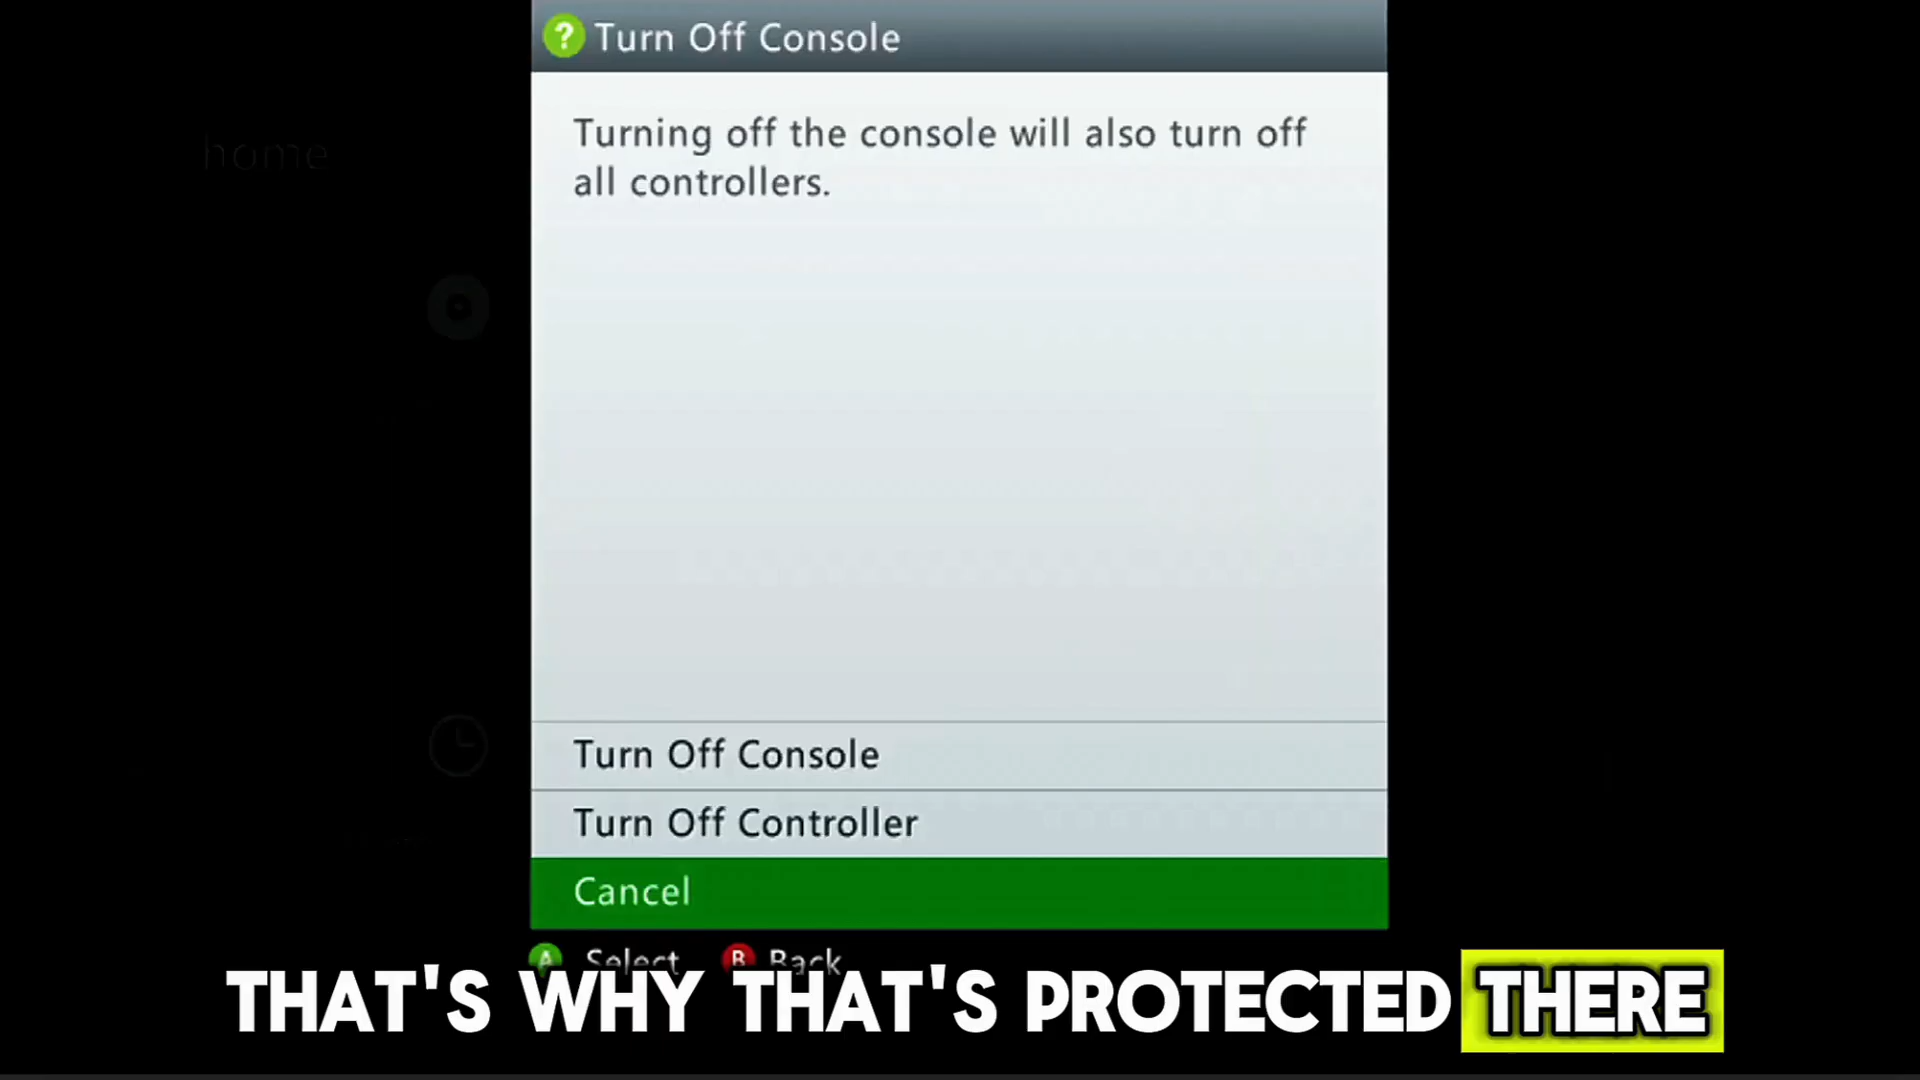 ? Turn Off Console
home
Turning off the console will also turn off
all controllers.
Turn Off Console
Turn Off Controller
Cancel
A Select B Back
THAT'S WHY THAT'S PROTECTED THERE